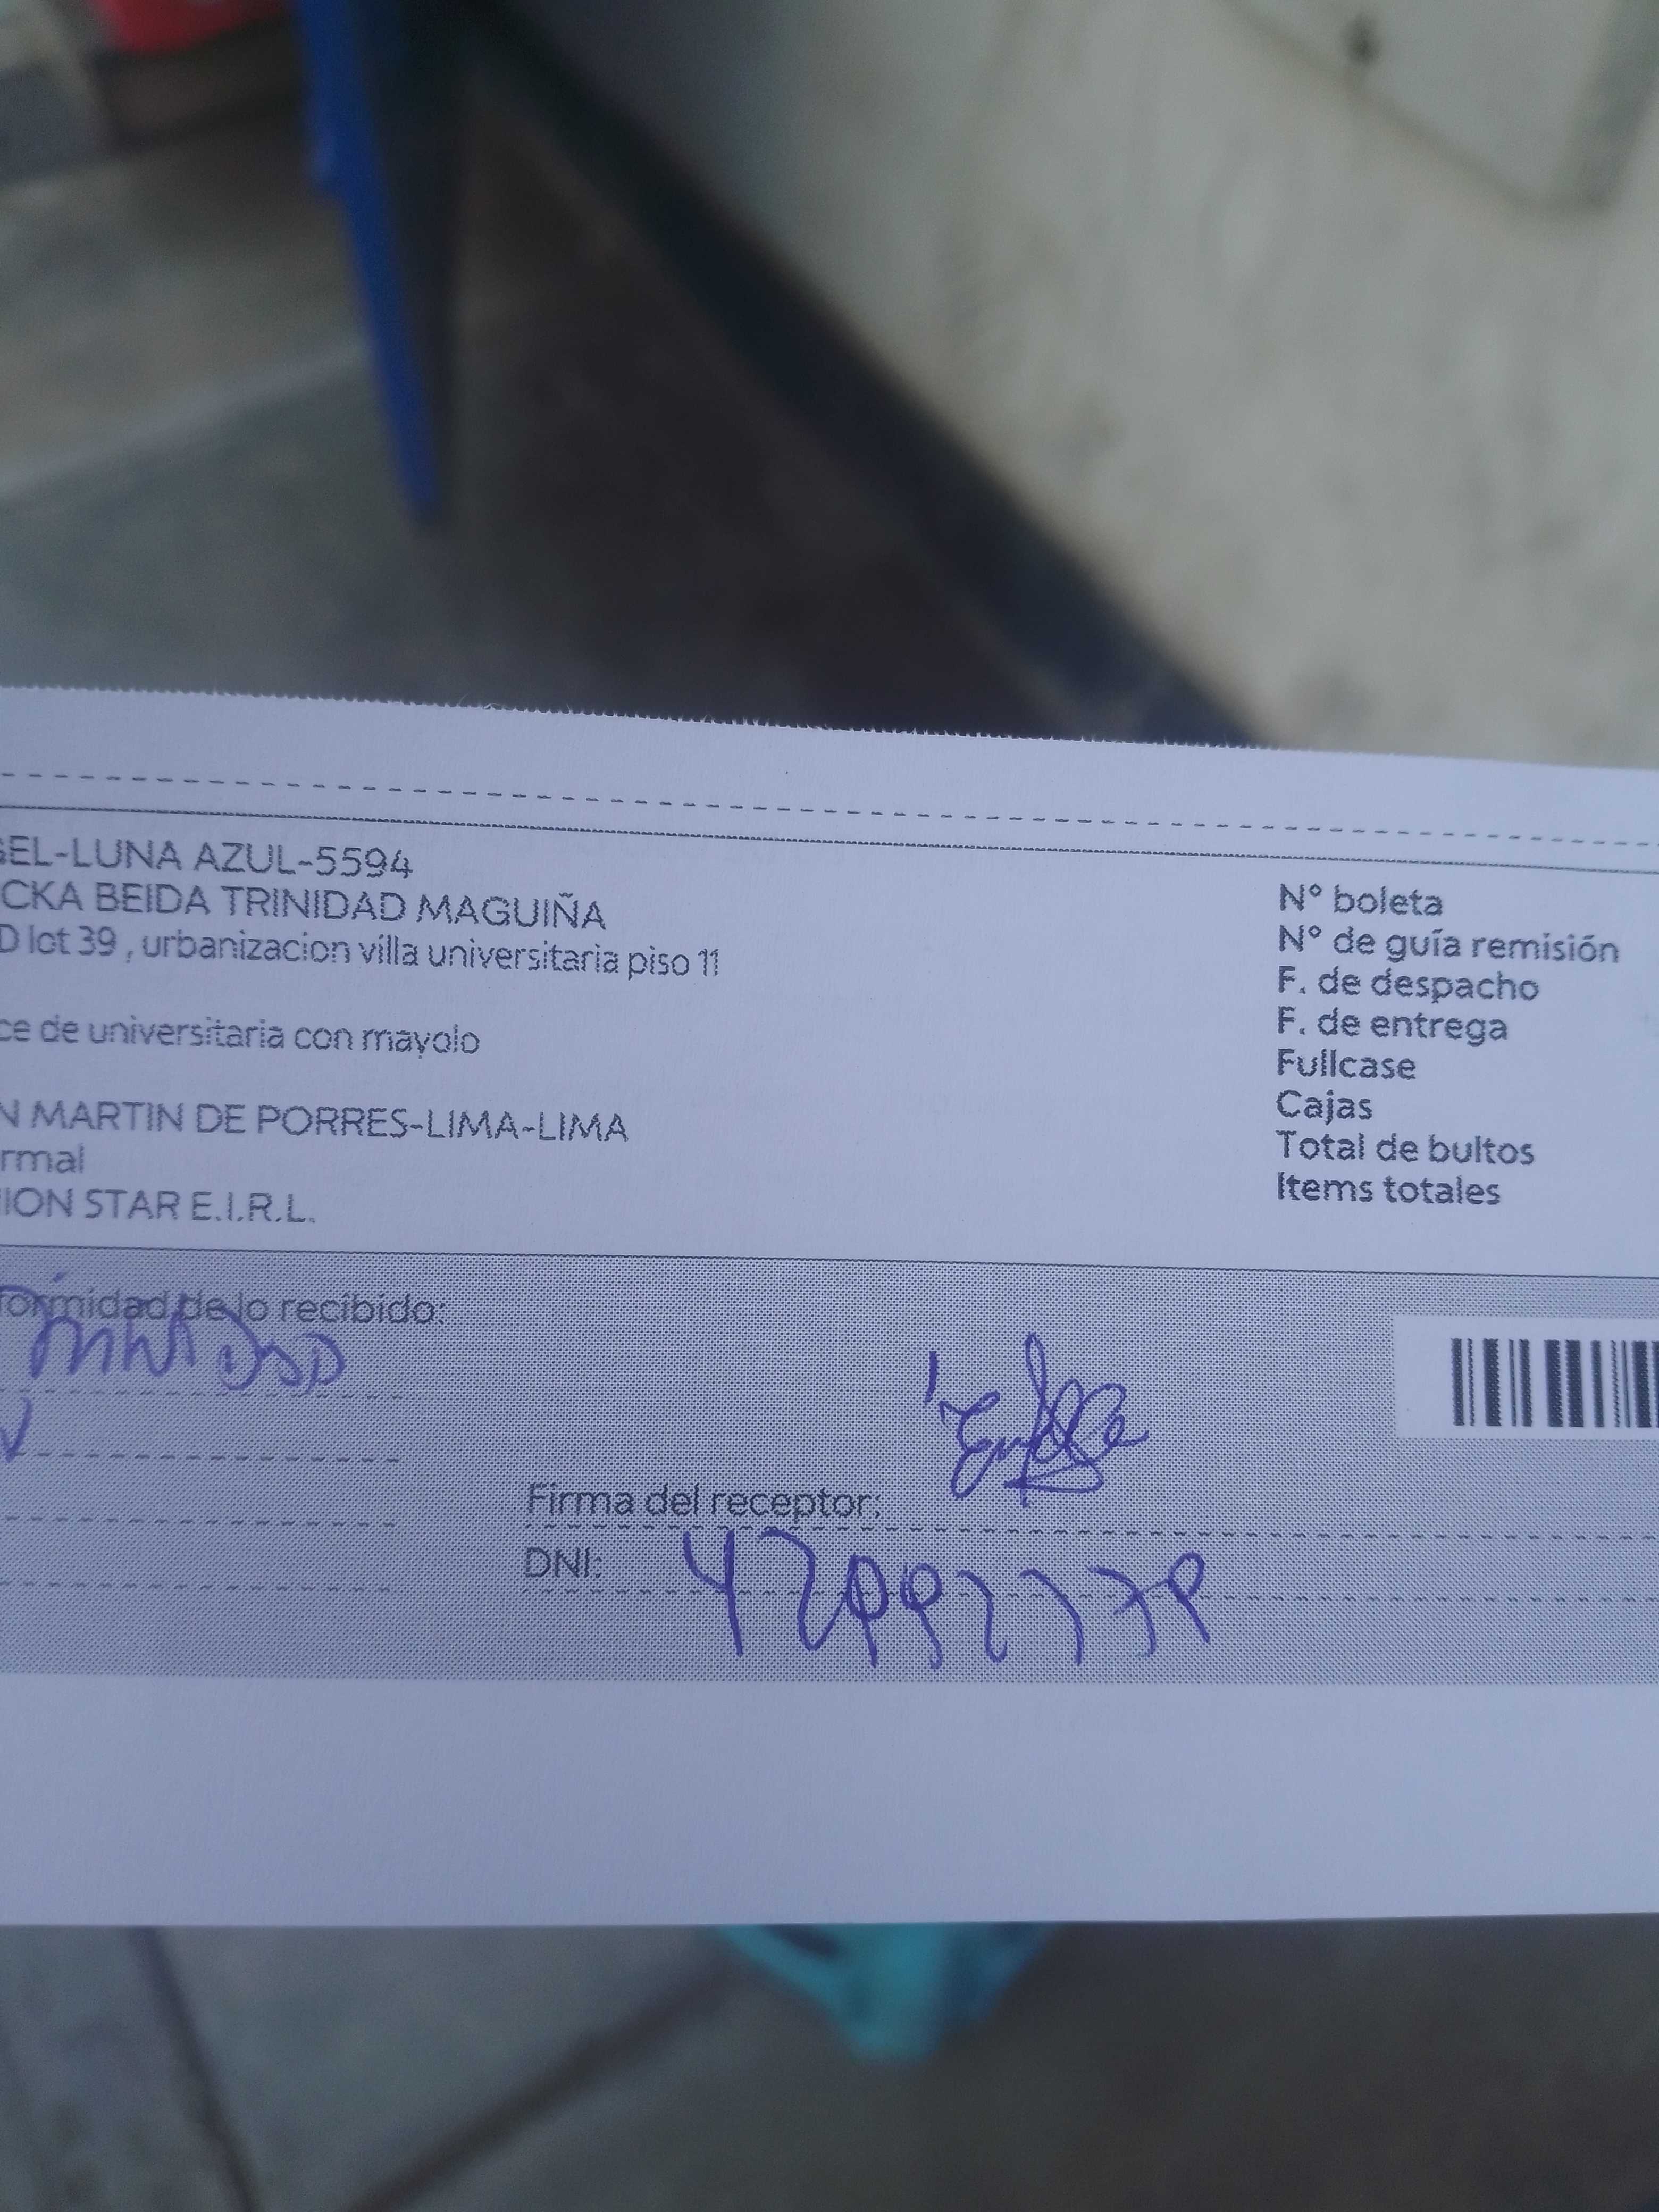 GEL-LUNA AZUL-5594
CKA BEIDA TRINIDAD MAGUIÑA
D lot 39 , urbanizacion villa universitaria piso 11
ce de universitaria con mayolo
N MARTIN DE PORRES-LIMA-LIMA
rmal
ION STAR E.I.R.L.
N° boleta
N° de guía remisión
F. de despacho
F. de entrega
Fullcase
Cajas
Total de bultos
Items totales
formidad de lo recibido:
Firma del receptor:
DNI: